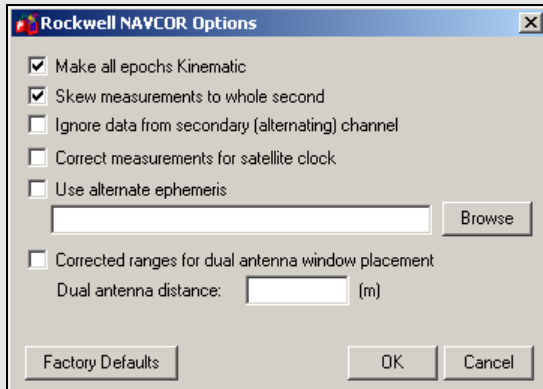 Rockwell NAVCOR Options
Make all epochs Kinematic
Skew measurements to whole second
Ignore data from secondary (alternating) channel
Correct measurements for satellite clock
Use alternate ephemeris
Browse
Corrected ranges for dual antenna window placement
Dual antenna distance: (m)
Factory Defaults OK Cancel